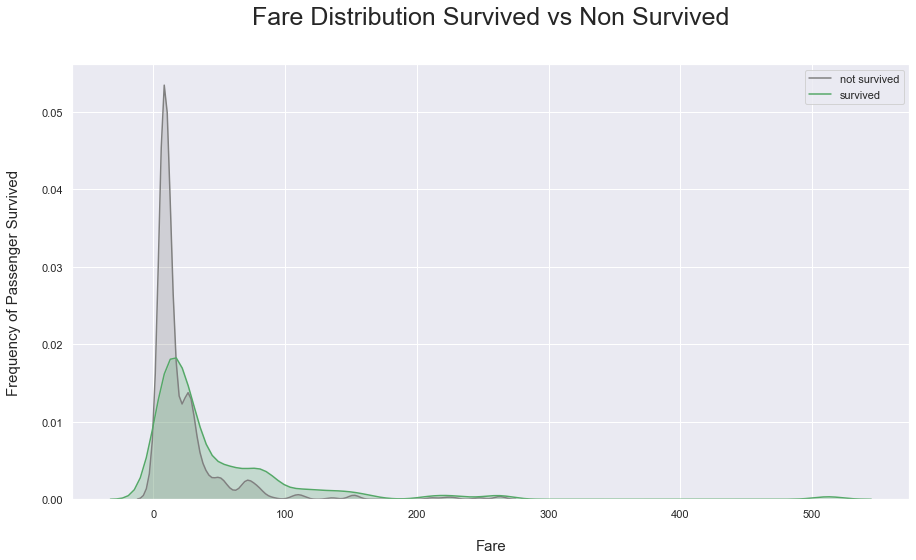 Fare Distribution Survived vs Non Survived
not survived
survived
Frequency of Passenger Survived
0.05
0.04
0.03
0.02
0.01
0.00
0
100
200
300
400
500
Fare